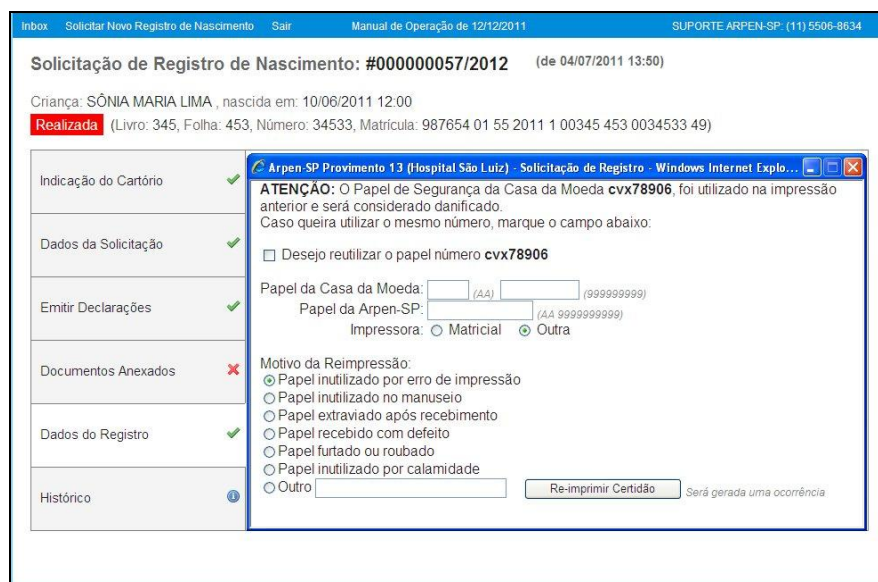 Inbox Solicitar Novo Registro de Nascimento Sair Manual de Operação de 12/12/2011 SUPORTE ARPEN-SP: (11) 5506-8634
Solicitação de Registro de Nascimento: #000000057/2012 (de 04/07/2011 13:50)
Criança: SÔNIA MARIA LIMA , nascida em: 10/06/2011 12:00
Realizada (Livro: 345, Folha: 453, Número: 34533, Matrícula: 987654 01 55 2011 1 00345 453 0034533 49)
Indicação do Cartório
Dados da Solicitação
Emitir Declarações
Documentos Anexados
Dados do Registro
Histórico
Arpen-SP Provimento 13 (Hospital São Luiz) - Solicitação de Registro - Windows Internet Explo...
ATENÇÃO: O Papel de Segurança da Casa da Moeda cvx78906, foi utilizado na impressão
anterior e será considerado danificado.
Caso queira utilizar o mesmo número, marque o campo abaixo:
Desejo reutilizar o papel número cvx78906
Papel da Casa da Moeda: (AA) (999999999)
Papel da Arpen-SP: (AA 9999999999)
Impressora: Matricial Outra
Motivo da Reimpressão:
Papel inutilizado por erro de impressão
Papel inutilizado no manuseio
Papel extraviado após recebimento
Papel recebido com defeito
Papel furtado ou roubado
Papel inutilizado por calamidade
Outro Re-imprimir Certidão Será gerada uma ocorrência